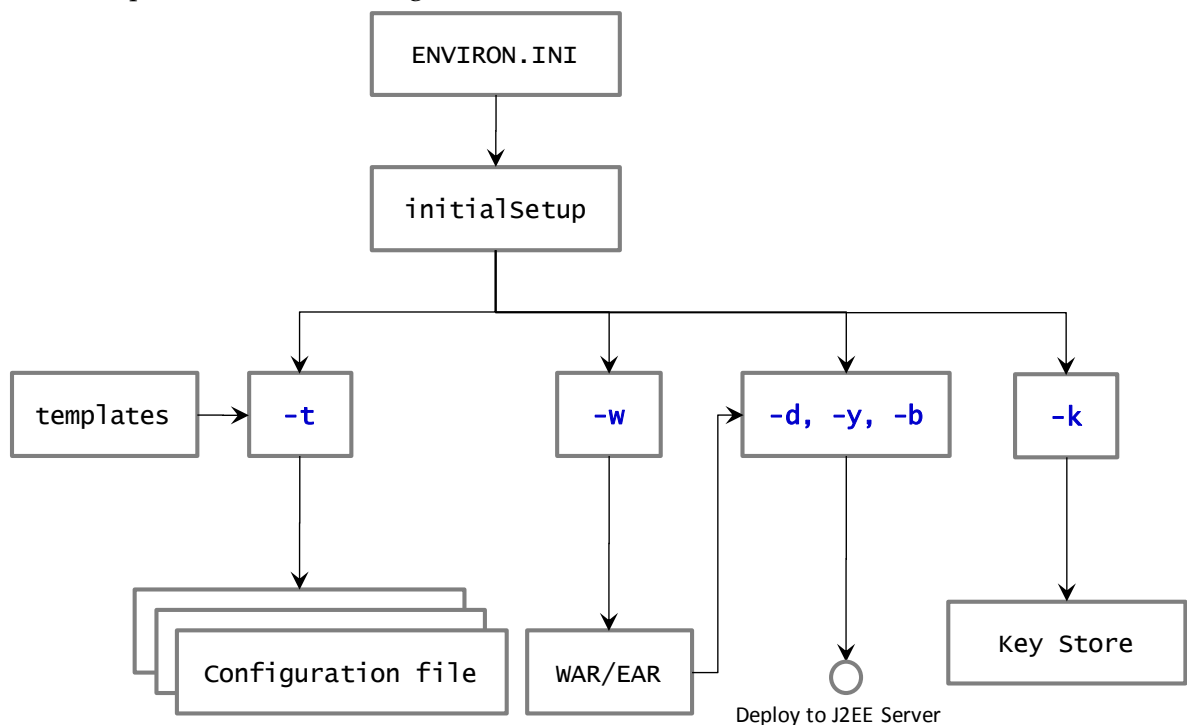 ENVIRON.INI
initialSetup
templates
-t
-w
-d, -y, -b
-k
Configuration file
WAR/EAR
Key Store
Deploy to J2EE Server